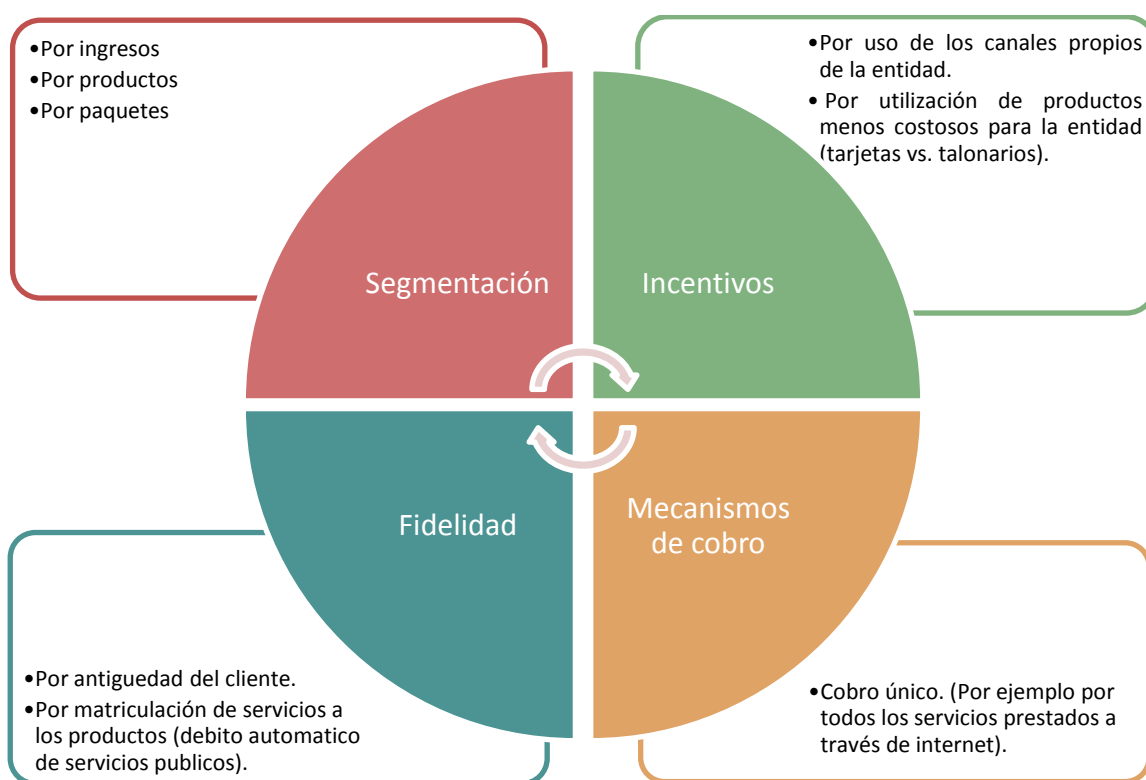 •Por ingresos
•Por productos
•Por paquetes
•Por uso de los canales propios
de la entidad.
• Por utilización de productos
menos costosos para la entidad
(tarjetas vs. talonarios).
Segmentación
Incentivos
Fidelidad
Mecanismos
de cobro
•Por antiguedad del cliente.
•Por matriculación de servicios a
los productos (debito automatico
de servicios publicos).
•Cobro único. (Por ejemplo por
todos los servicios prestados a
través de internet).